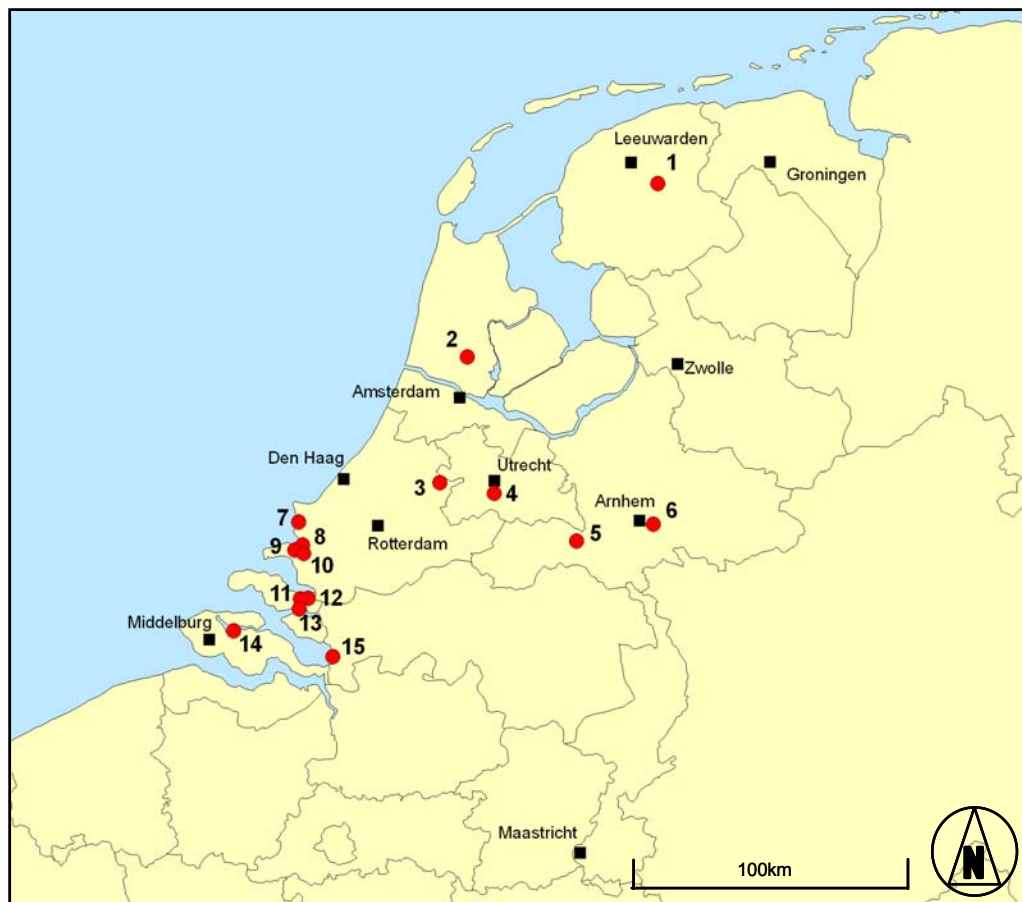 Leeuwarden
1
Groningen
2
Zwolle
Amsterdam
Den Haag
Utrecht
3
4
Arnhem
6
7
5
8
Rotterdam
9
10
11
12
Middelburg
13
14
15
Maastricht
100km
N